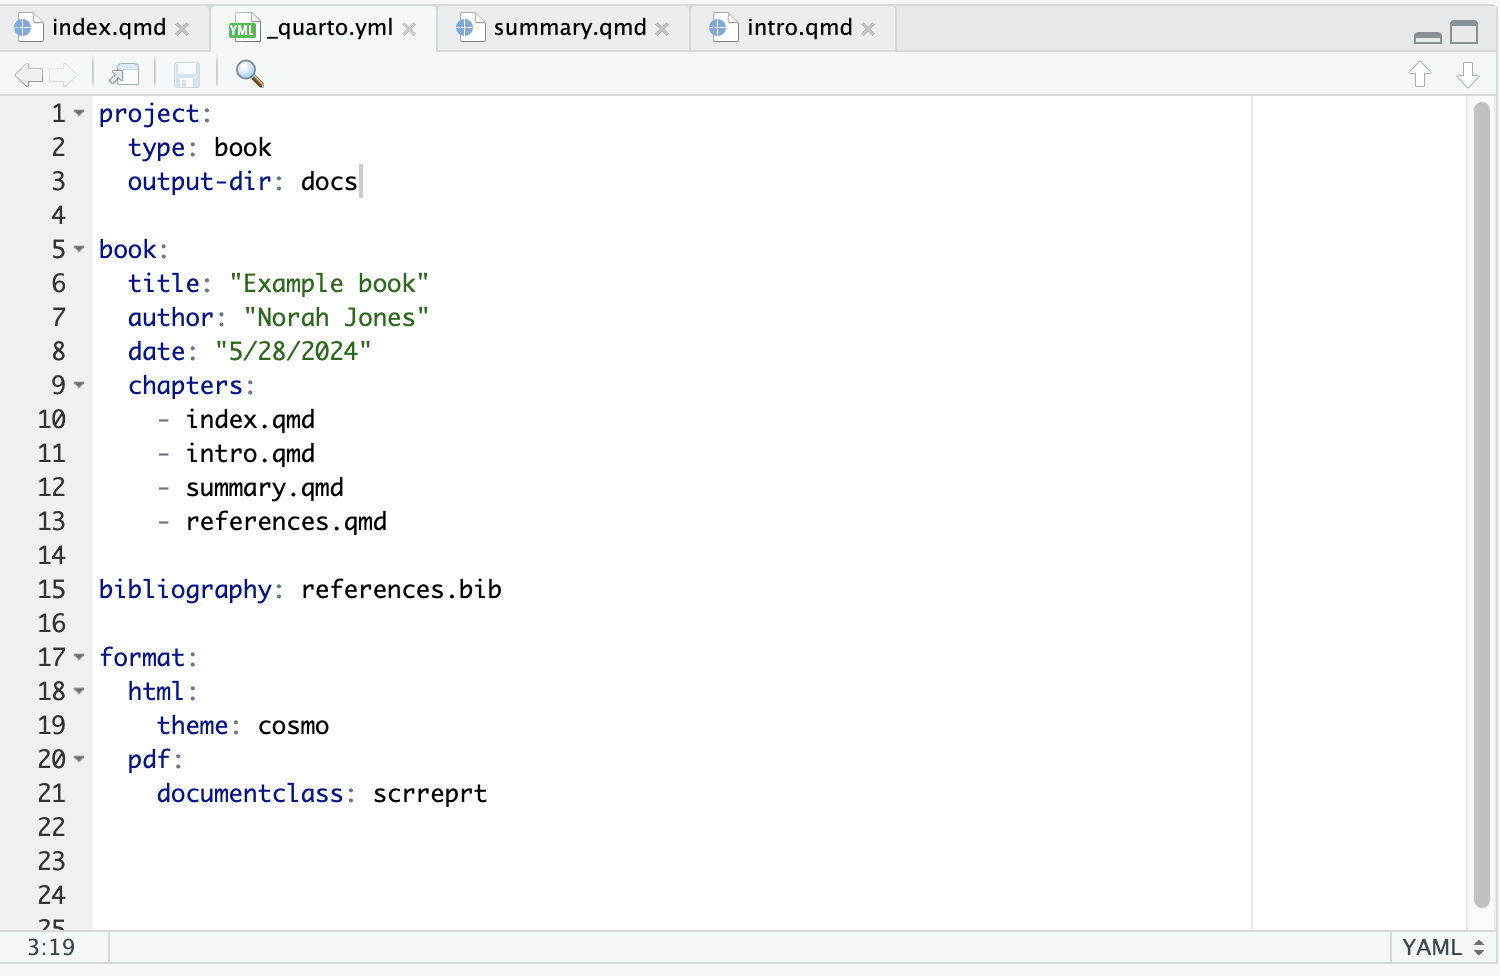 index.qmd
_quarto.yml
summary.qmd
intro.qmd
YML
1 project:
2   type: book
3   output-dir: docs
4
5 book:
6   title: "Example book"
7   author: "Norah Jones"
8   date: "5/28/2024"
9   chapters:
10     - index.qmd
11     - intro.qmd
12     - summary.qmd
13     - references.qmd
14
15 bibliography: references.bib
16
17 format:
18   html:
19     theme: cosmo
20   pdf:
21     documentclass: scrreprt
22
23
24
25
3:19
YAML